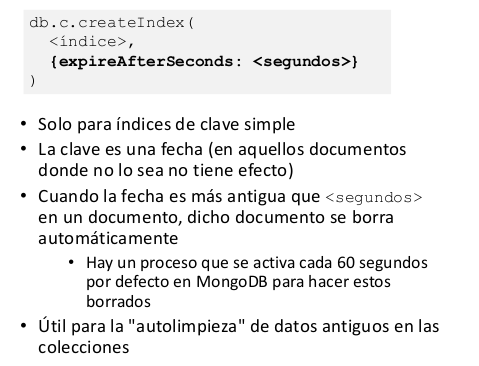 db.c.createIndex(
<índice>,
{expireAfterSeconds: <segundos>}
)
• Solo para índices de clave simple
• La clave es una fecha (en aquellos documentos
donde no lo sea no tiene efecto)
• Cuando la fecha es más antigua que <segundos>
en un documento, dicho documento se borra
automáticamente
• Hay un proceso que se activa cada 60 segundos
por defecto en MongoDB para hacer estos
borrados
• Útil para la "autolimpieza" de datos antiguos en las
colecciones